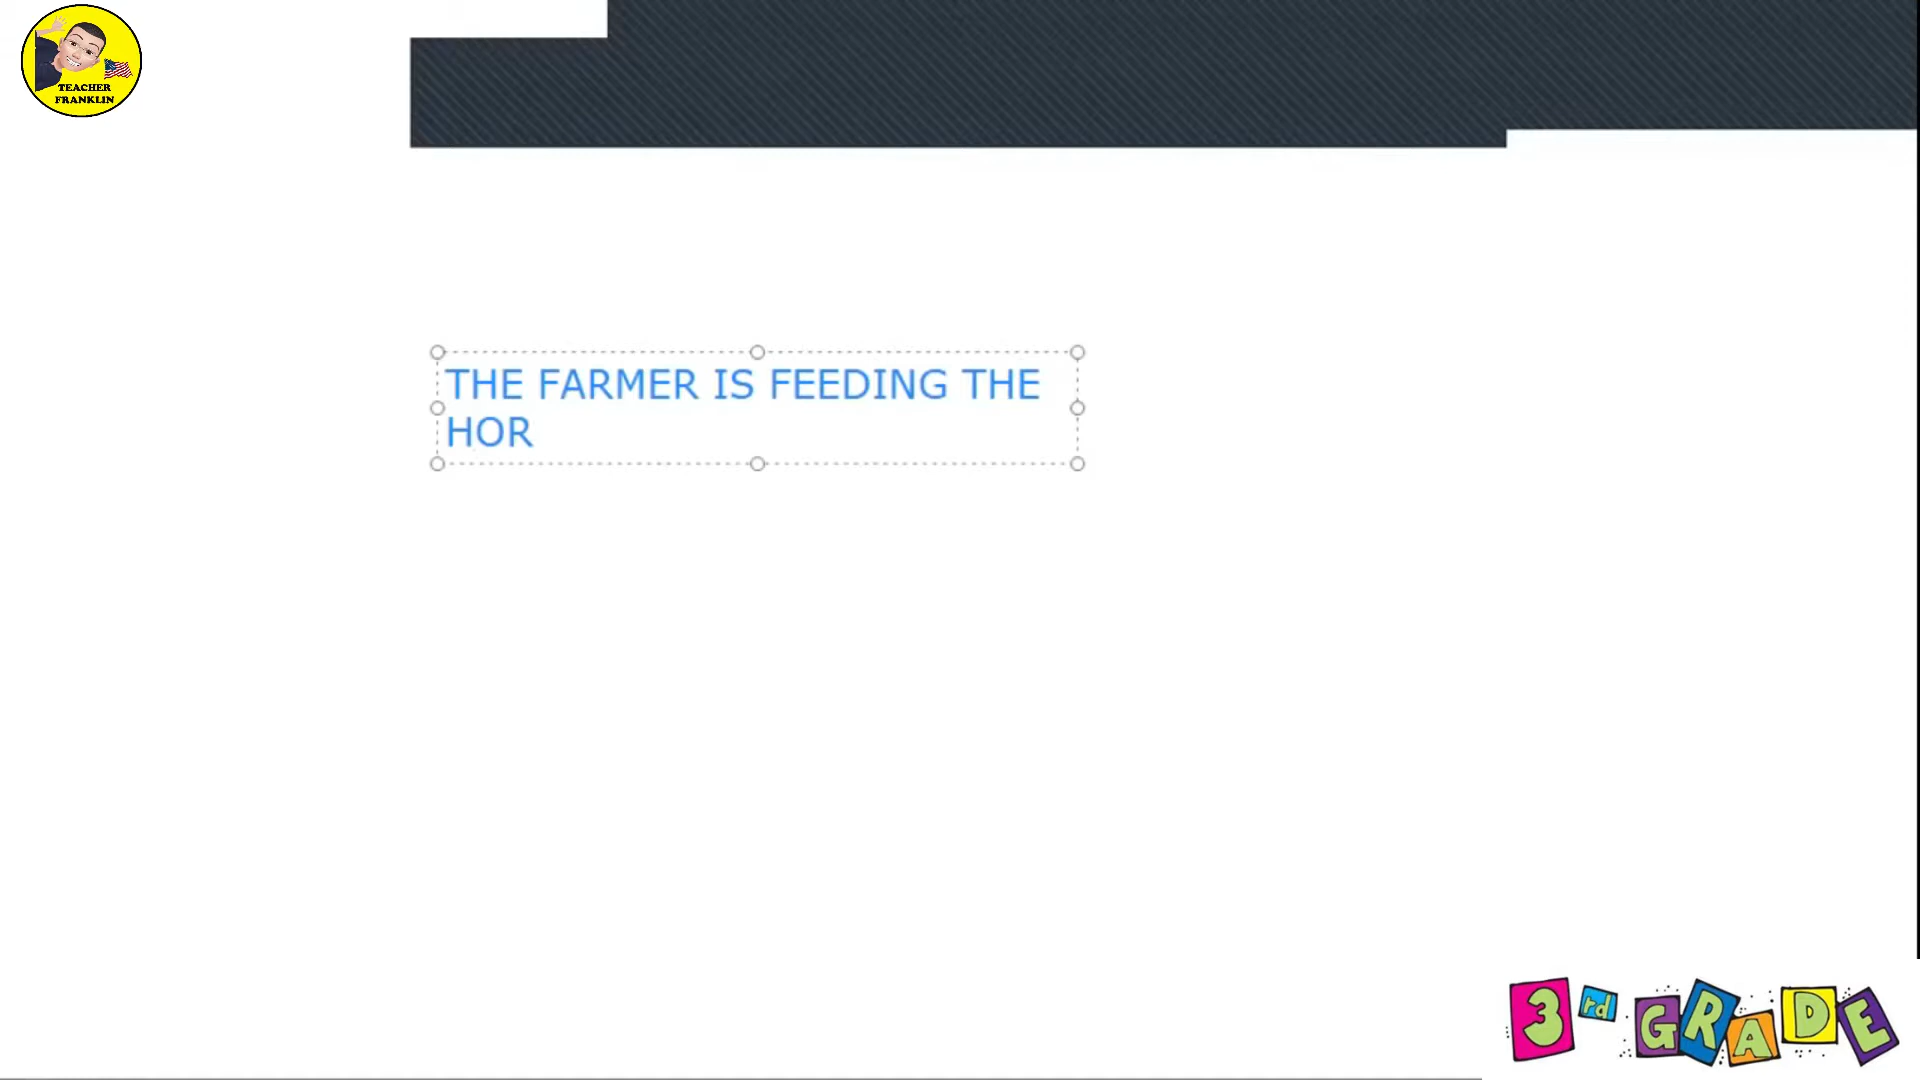 TEACHER
FRANKLIN
THE FARMER IS FEEDING THE
HOR
3rd GRADE